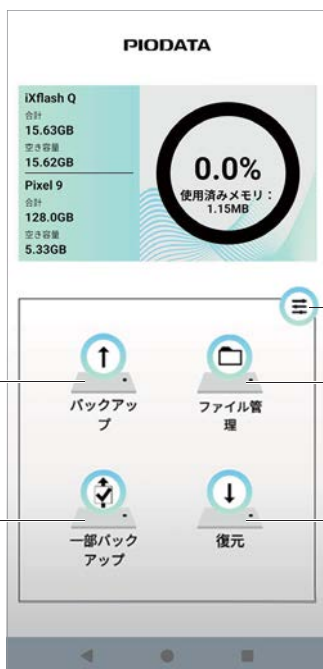 PIODATA
iXflash Q
合計
15.63GB
空き容量
15.62GB
Pixel 9
合計
128.0GB
空き容量
5.33GB
0.0%
使用済みメモリ：
1.15MB
バックアッ
プ
ファイル管
理
一部バック
アップ
復元